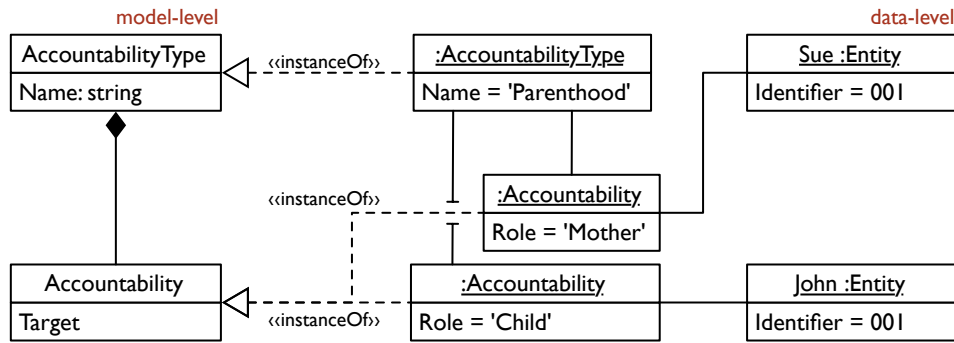 model-level
data-level
AccountabilityType
Name: string
‹‹instanceOf››
:AccountabilityType
Name = 'Parenthood'
Sue :Entity
Identifier = 001
‹‹instanceOf››
:Accountability
Role = 'Mother'
Accountability
Target
‹‹instanceOf››
:Accountability
Role = 'Child'
John :Entity
Identifier = 001